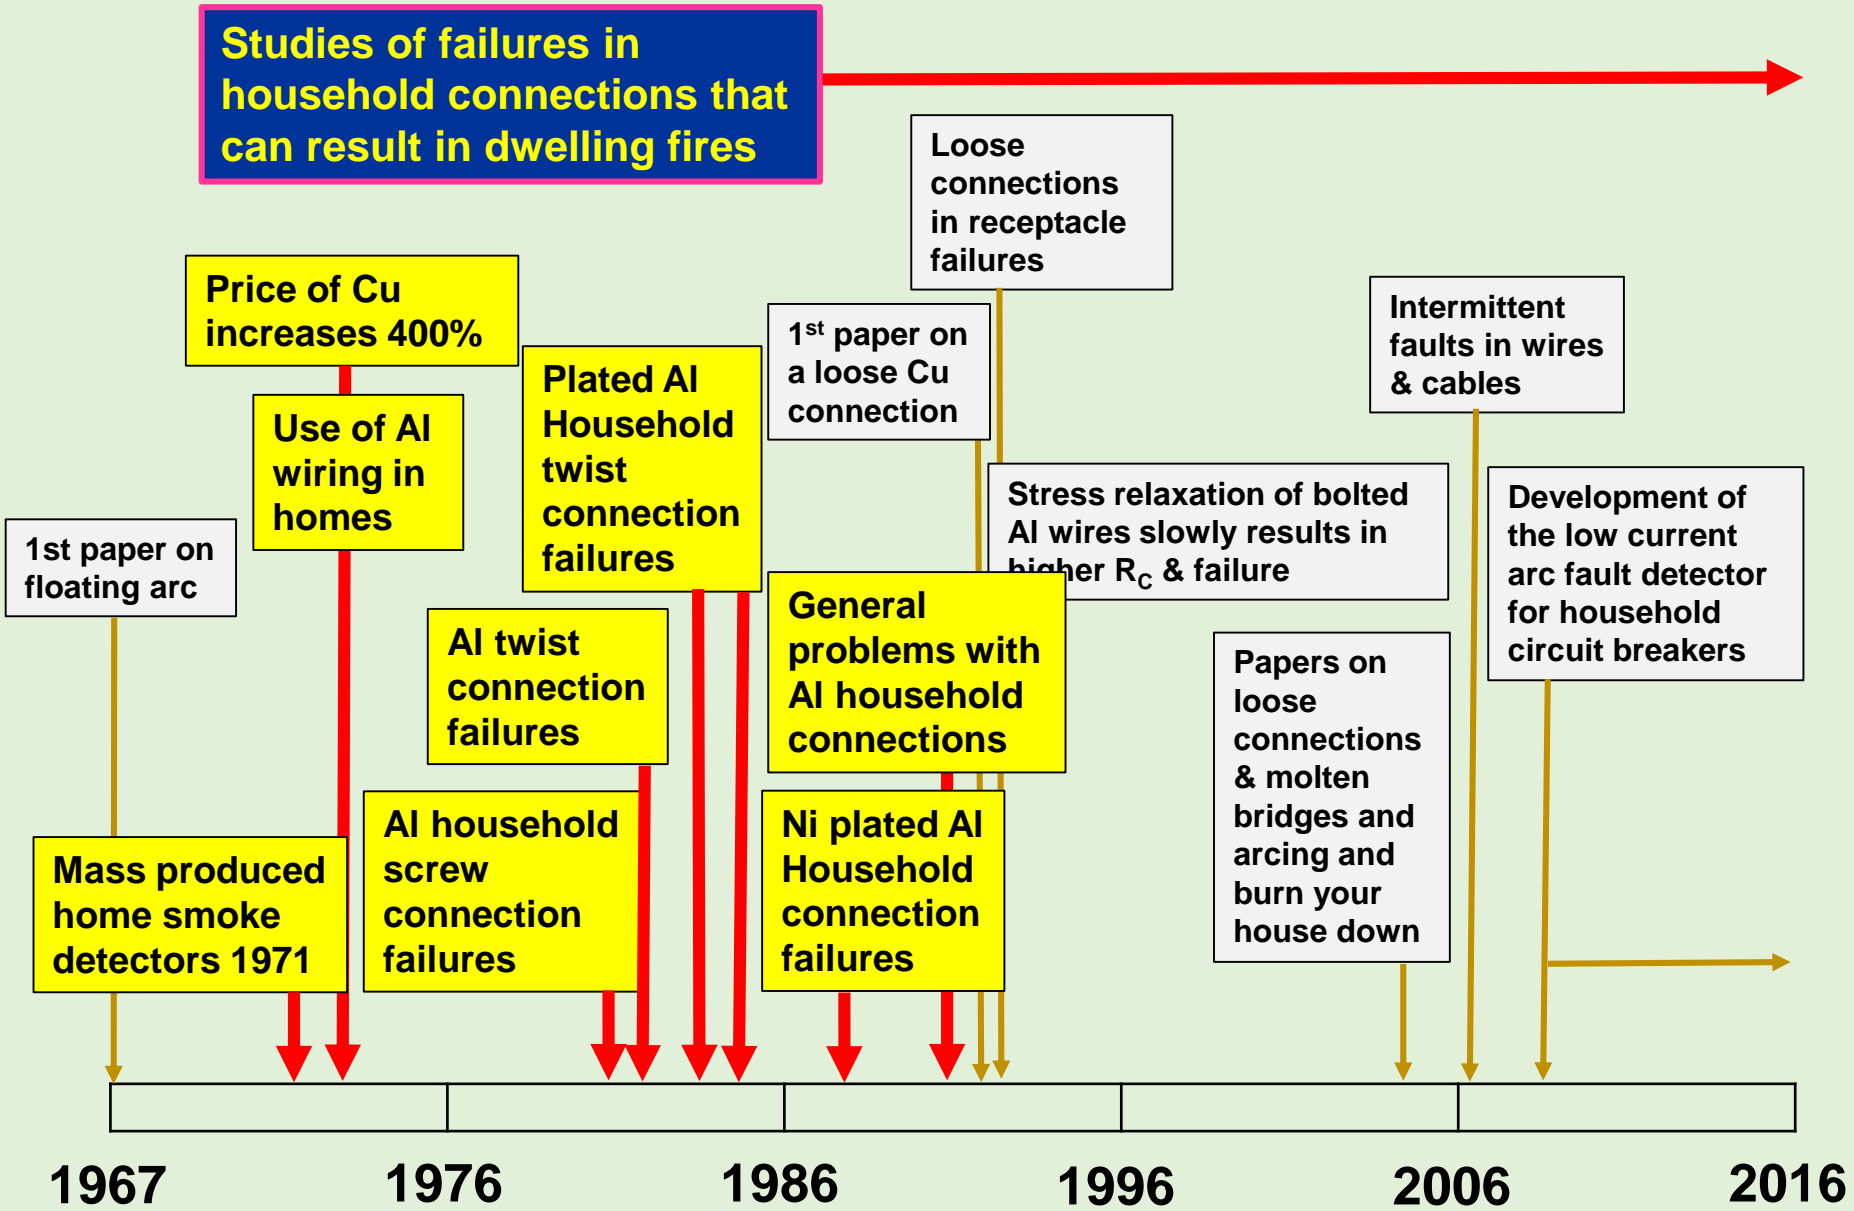 Studies of failures in
household connections that
can result in dwelling fires
Loose
connections
in receptacle
failures
Price of Cu
increases 400%
Intermittent
faults in wires
& cables
1st paper on
a loose Cu
connection
Plated Al
Household
twist
connection
failures
Use of Al
wiring in
homes
Stress relaxation of bolted
Al wires slowly results in
higher RC & failure
Development of
the low current
arc fault detector
for household
circuit breakers
1st paper on
floating arc
General
problems with
Al household
connections
Al twist
connection
failures
Papers on
loose
connections
& molten
bridges and
arcing and
burn your
house down
Al household
screw
connection
failures
Ni plated Al
Household
connection
failures
Mass produced
home smoke
detectors 1971
1967
1976
1986
1996
2006
2016